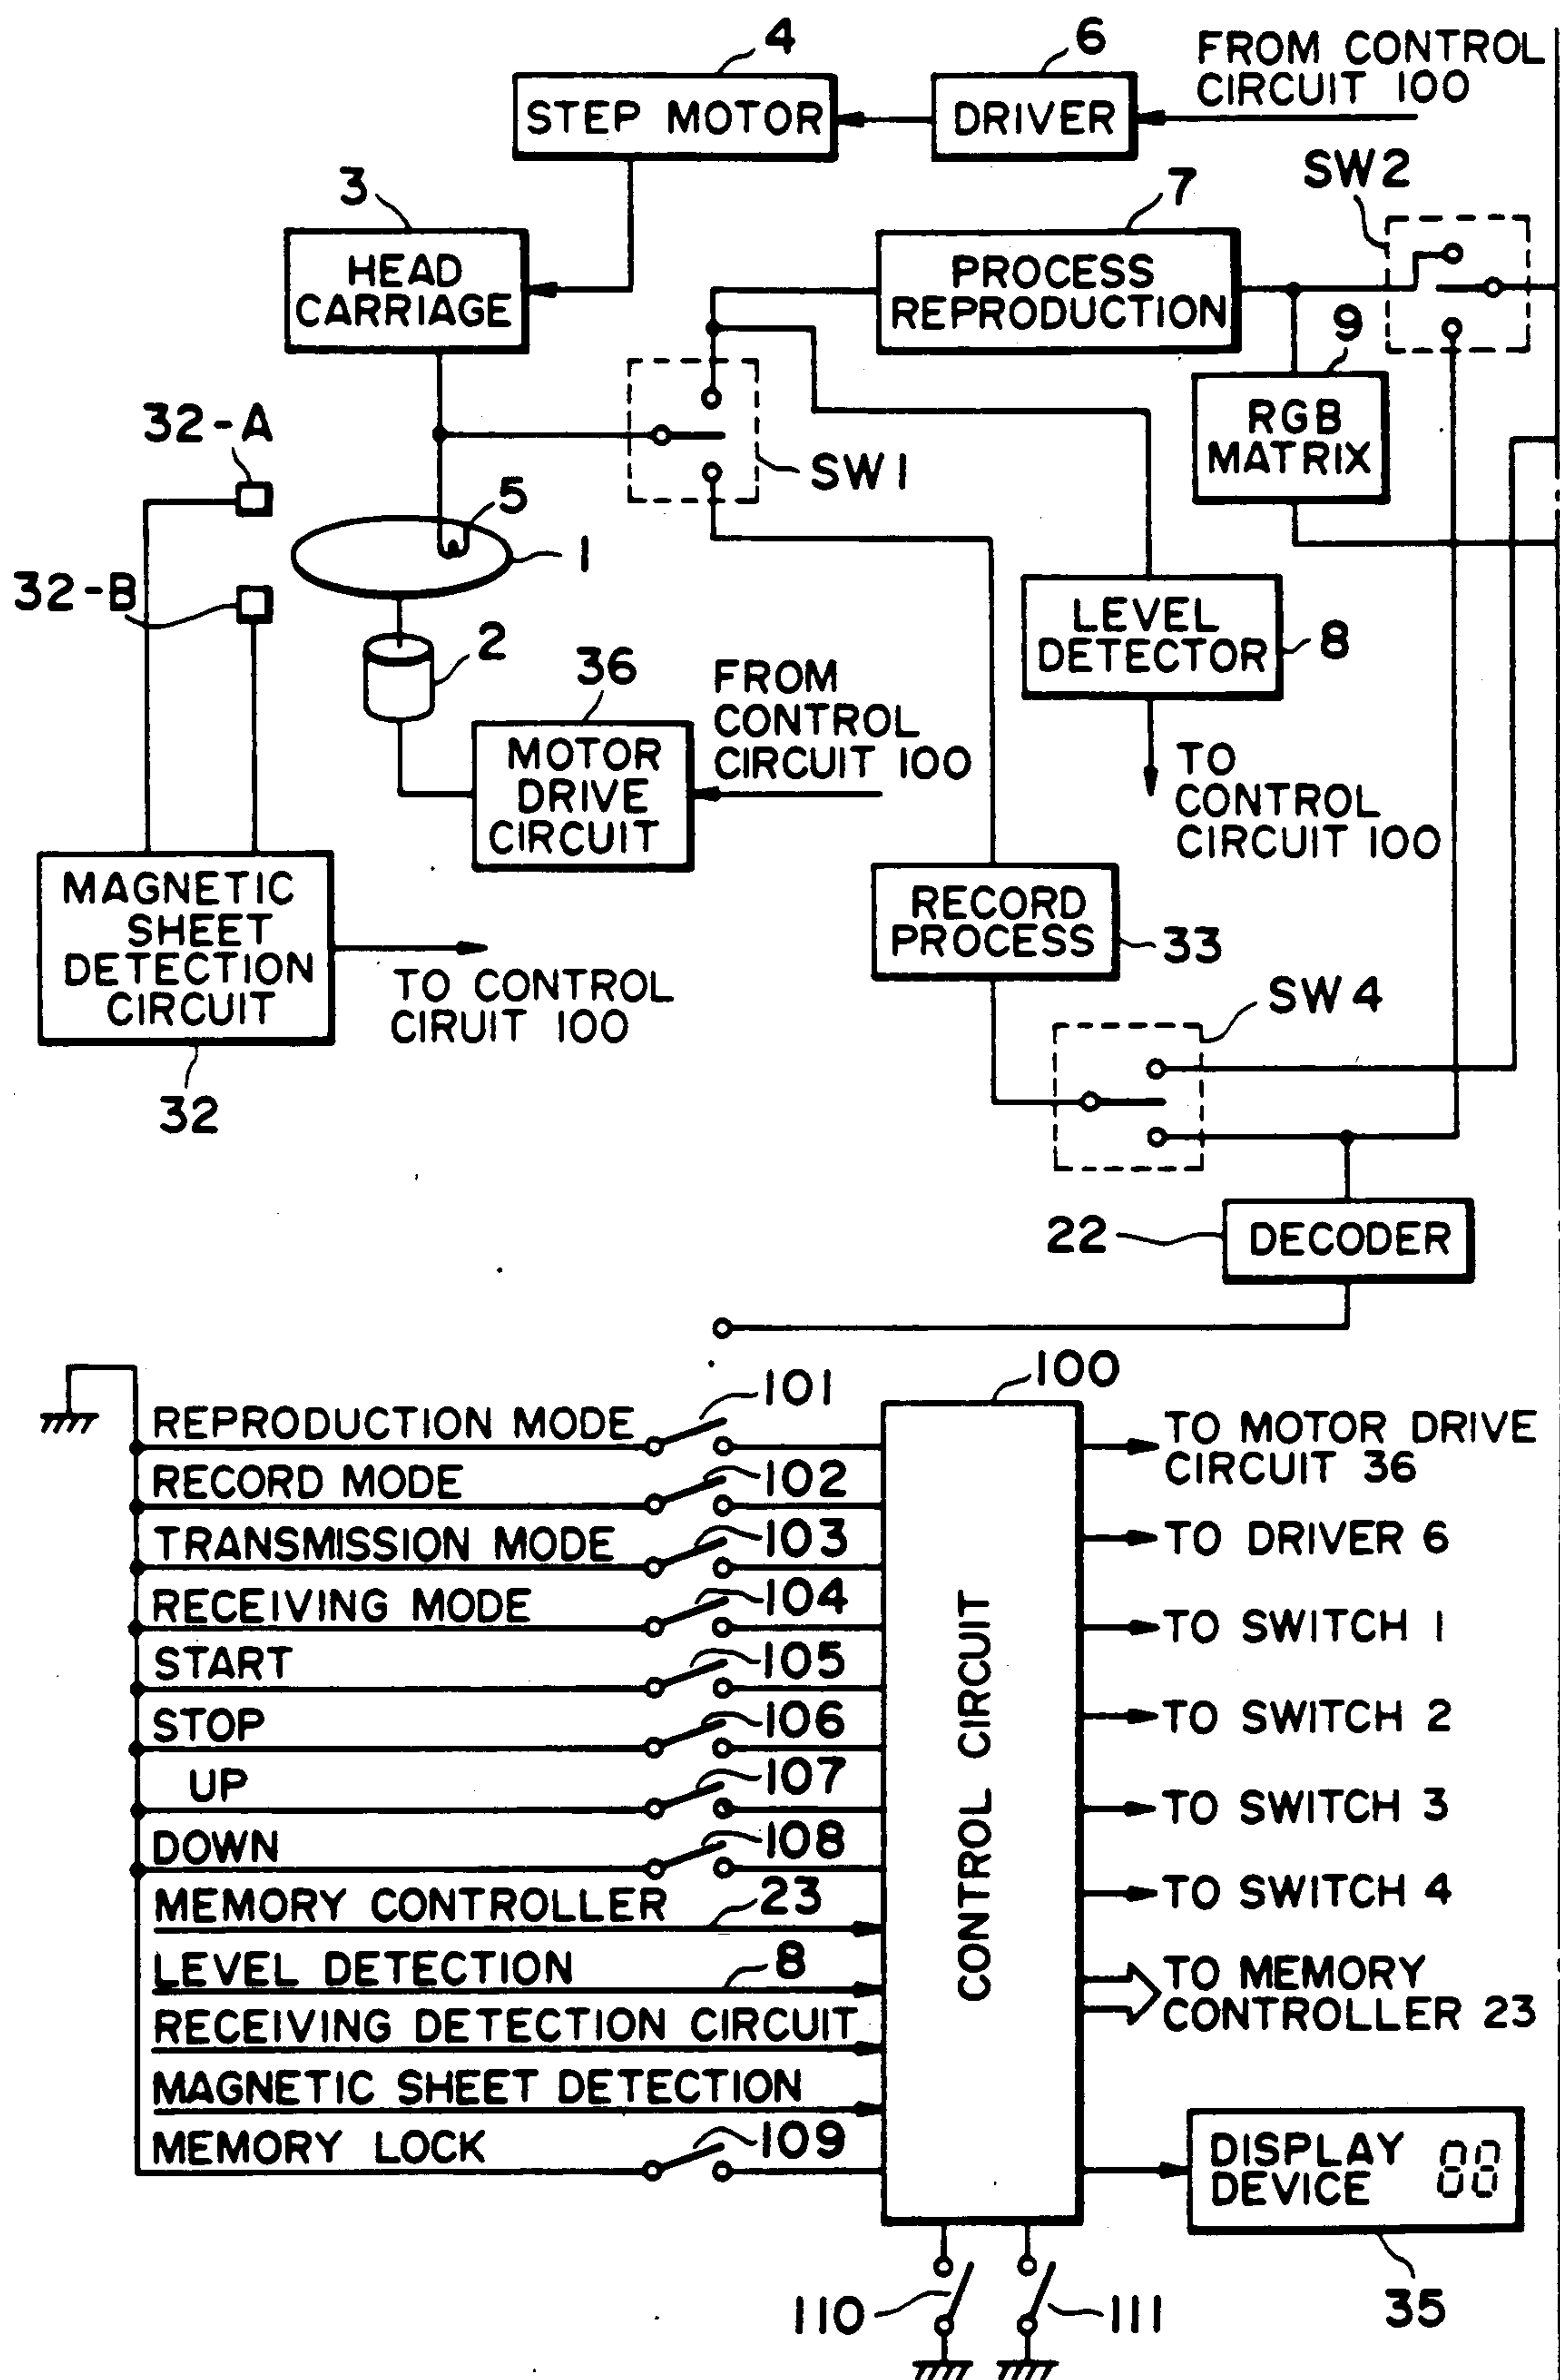 4
6
FROM CONTROL
CIRCUIT 100
STEP MOTOR
DRIVER
SW2
3
7
HEAD
CARRIAGE
PROCESS
REPRODUCTION
9
RGB
MATRIX
32-A
SW1
5
1
32-B
LEVEL
DETECTOR
8
2
36
FROM
CONTROL
CIRCUIT 100
MOTOR
DRIVE
CIRCUIT
TO
CONTROL
CIRCUIT 100
MAGNETIC
SHEET
DETECTION
CIRCUIT
RECORD
PROCESS
33
TO CONTROL
CIRUIT 100
SW4
32
22
DECODER
100
101
REPRODUCTION MODE
TO MOTOR DRIVE
CIRCUIT 36
RECORD MODE
102
TRANSMISSION MODE
103
TO DRIVER 6
RECEIVING MODE
104
TO SWITCH 1
START
105
STOP
106
TO SWITCH 2
UP
107
TO SWITCH 3
DOWN
108
CONTROL CIRCUIT
MEMORY CONTROLLER
23
TO SWITCH 4
LEVEL DETECTION
8
TO MEMORY
CONTROLLER 23
RECEIVING DETECTION CIRCUIT
MAGNETIC SHEET DETECTION
MEMORY LOCK
109
DISPLAY
DEVICE
00
110
111
35